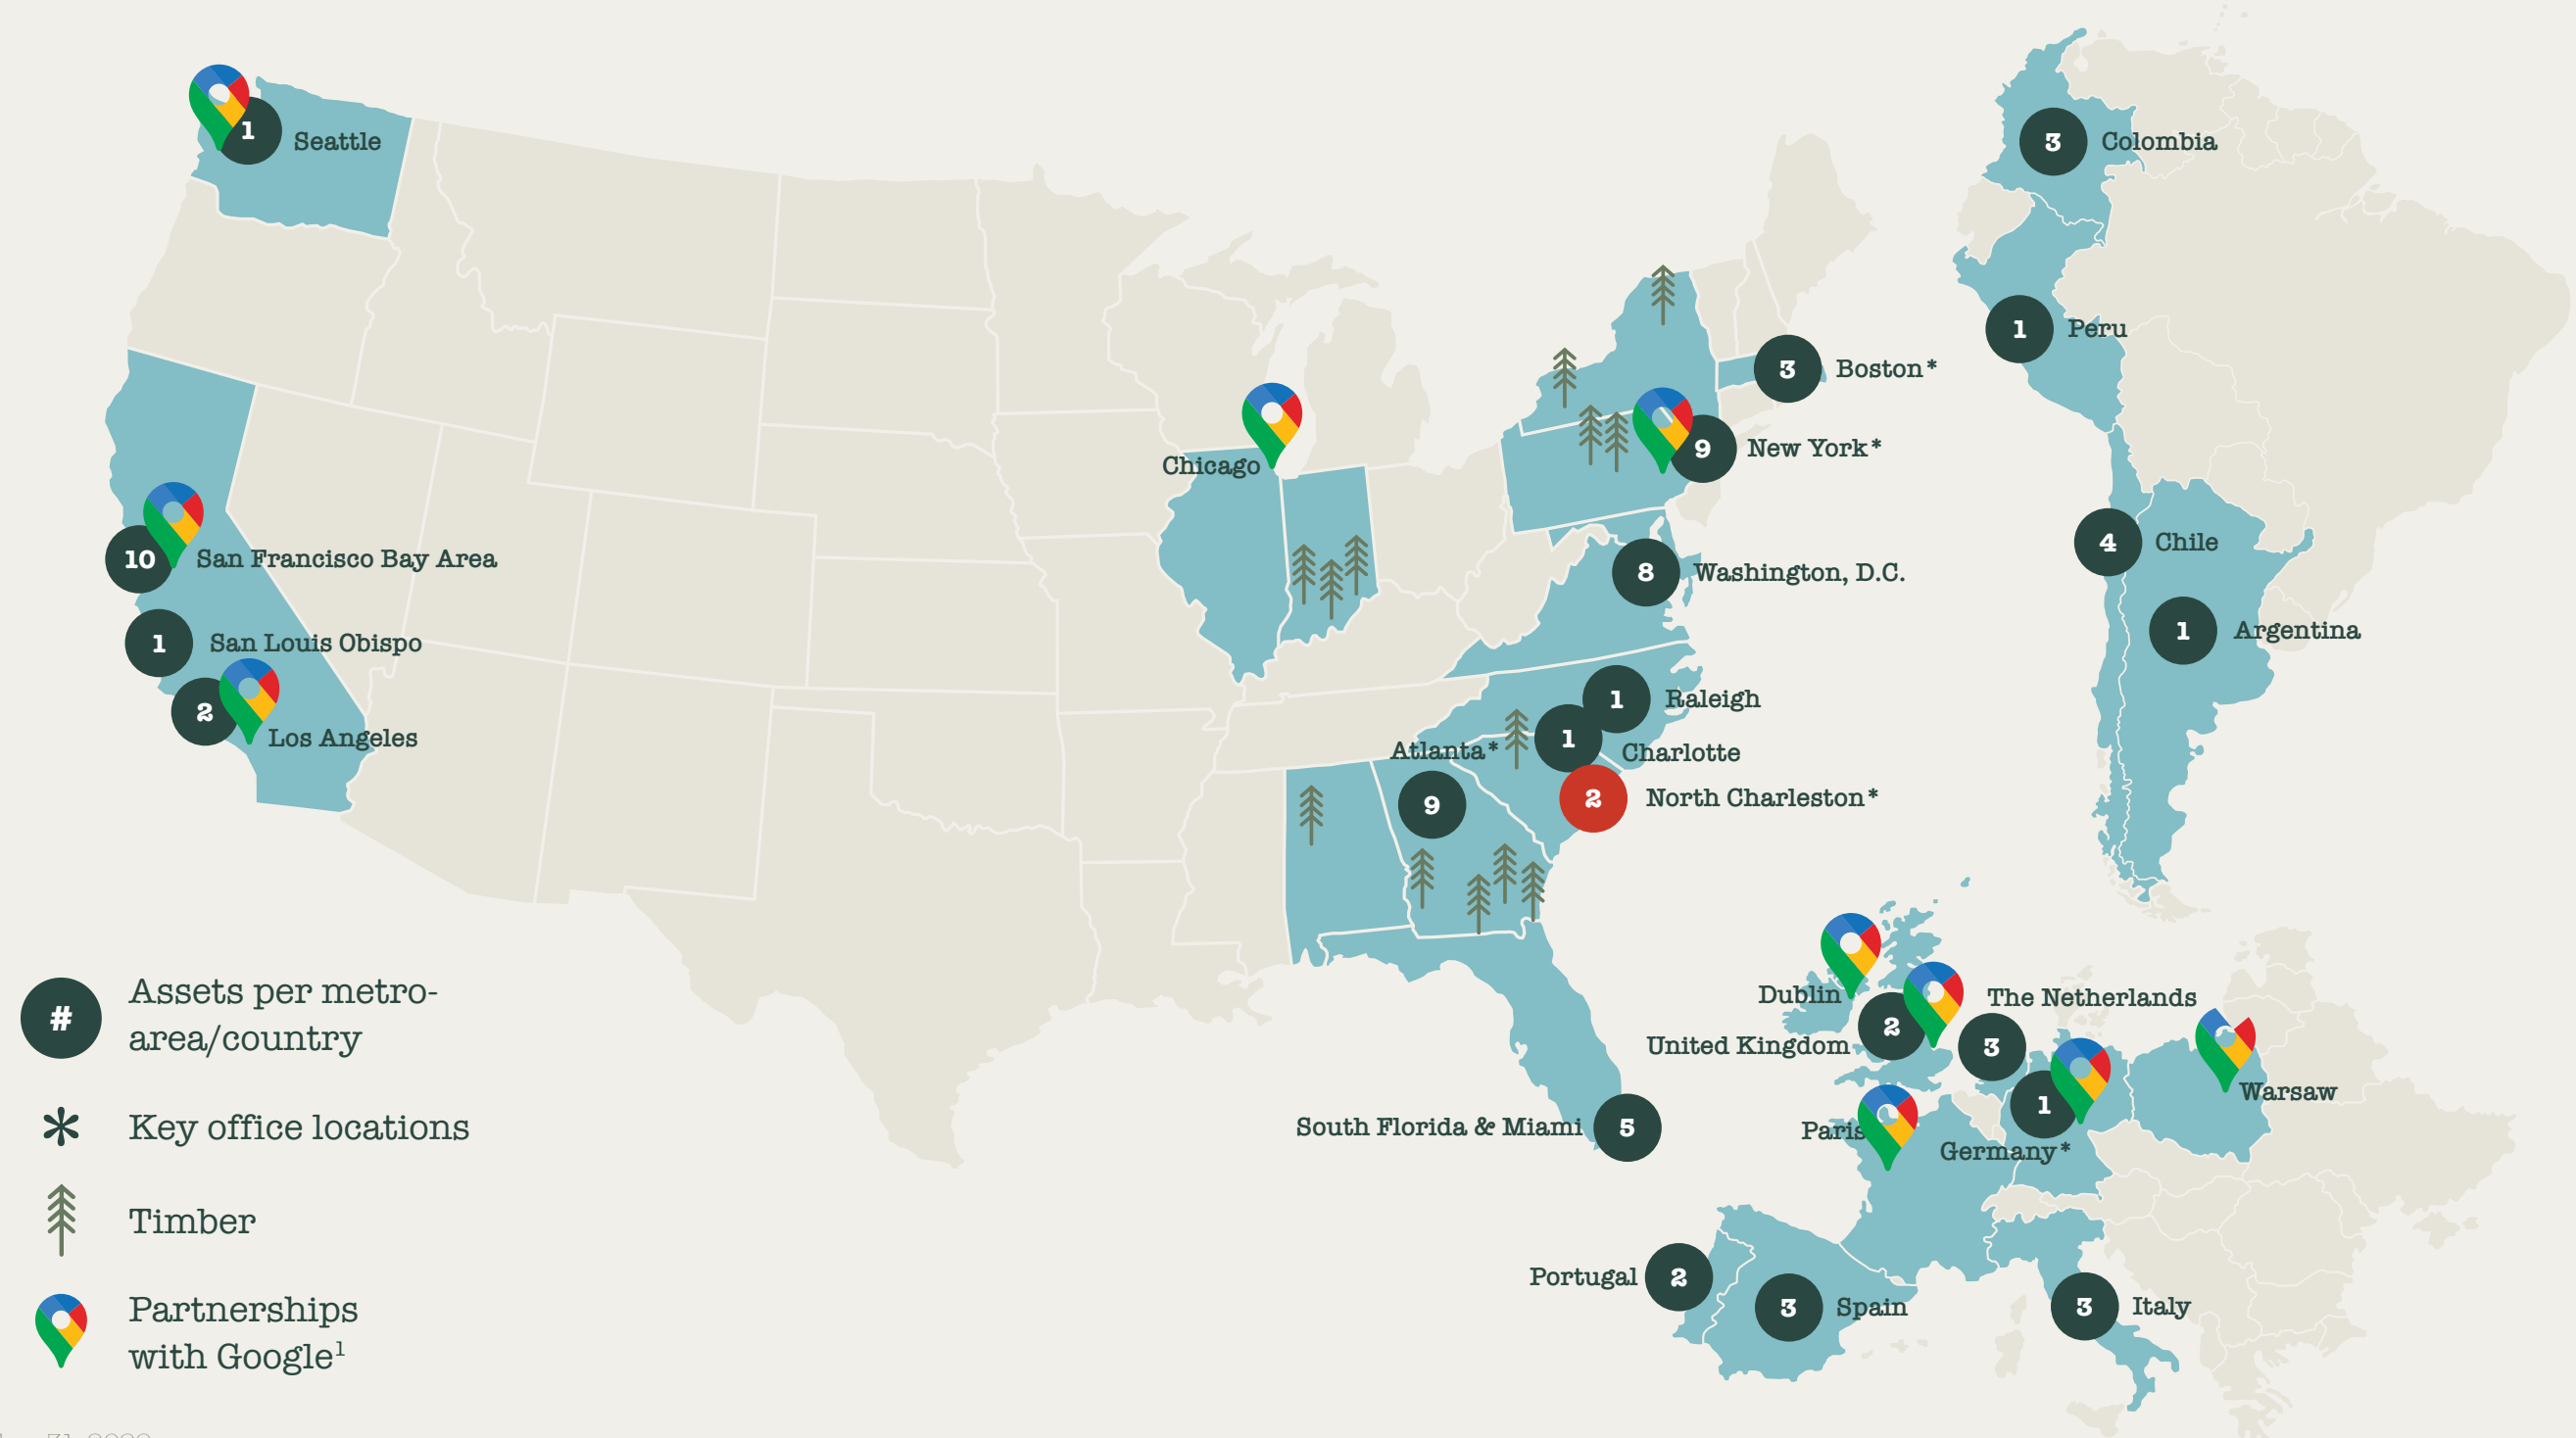 1
Seattle
3
Colombia
1
Peru
3
Boston*
9
New York*
Chicago
10
San Francisco Bay Area
8
Washington, D.C.
4
Chile
1
San Louis Obispo
1
Argentina
2
Los Angeles
1
Raleigh
1
Charlotte
Atlanta*
9
2
North Charleston*
#
Assets per metro-
area/country
*
Key office locations
Timber
Partnerships
with Google1
Dublin
The Netherlands
2
United Kingdom
3
Warsaw
1
Germany*
Paris
South Florida & Miami
5
Portugal
2
3
Spain
3
Italy